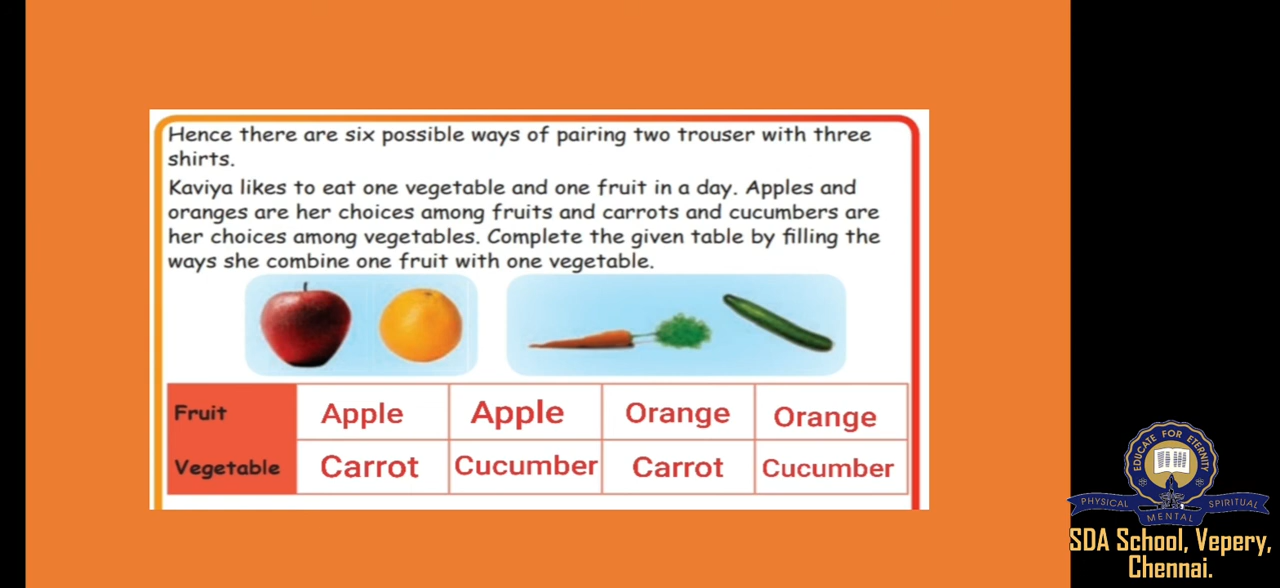 Hence there are six possible ways of pairing two trouser with three
shirts.
Kaviya likes to eat one vegetable and one fruit in a day. Apples and
oranges are her choices among fruits and carrots and cucumbers are
her choices among vegetables. Complete the given table by filling the
ways she combine one fruit with one vegetable.
Fruit Apple Apple Orange Orange
Vegetable Carrot Cucumber Carrot Cucumber
EDUCATE FOR ETERNITY
PHYSICAL MENTAL SPIRITUAL
SDA School, Vepery,
Chennai.